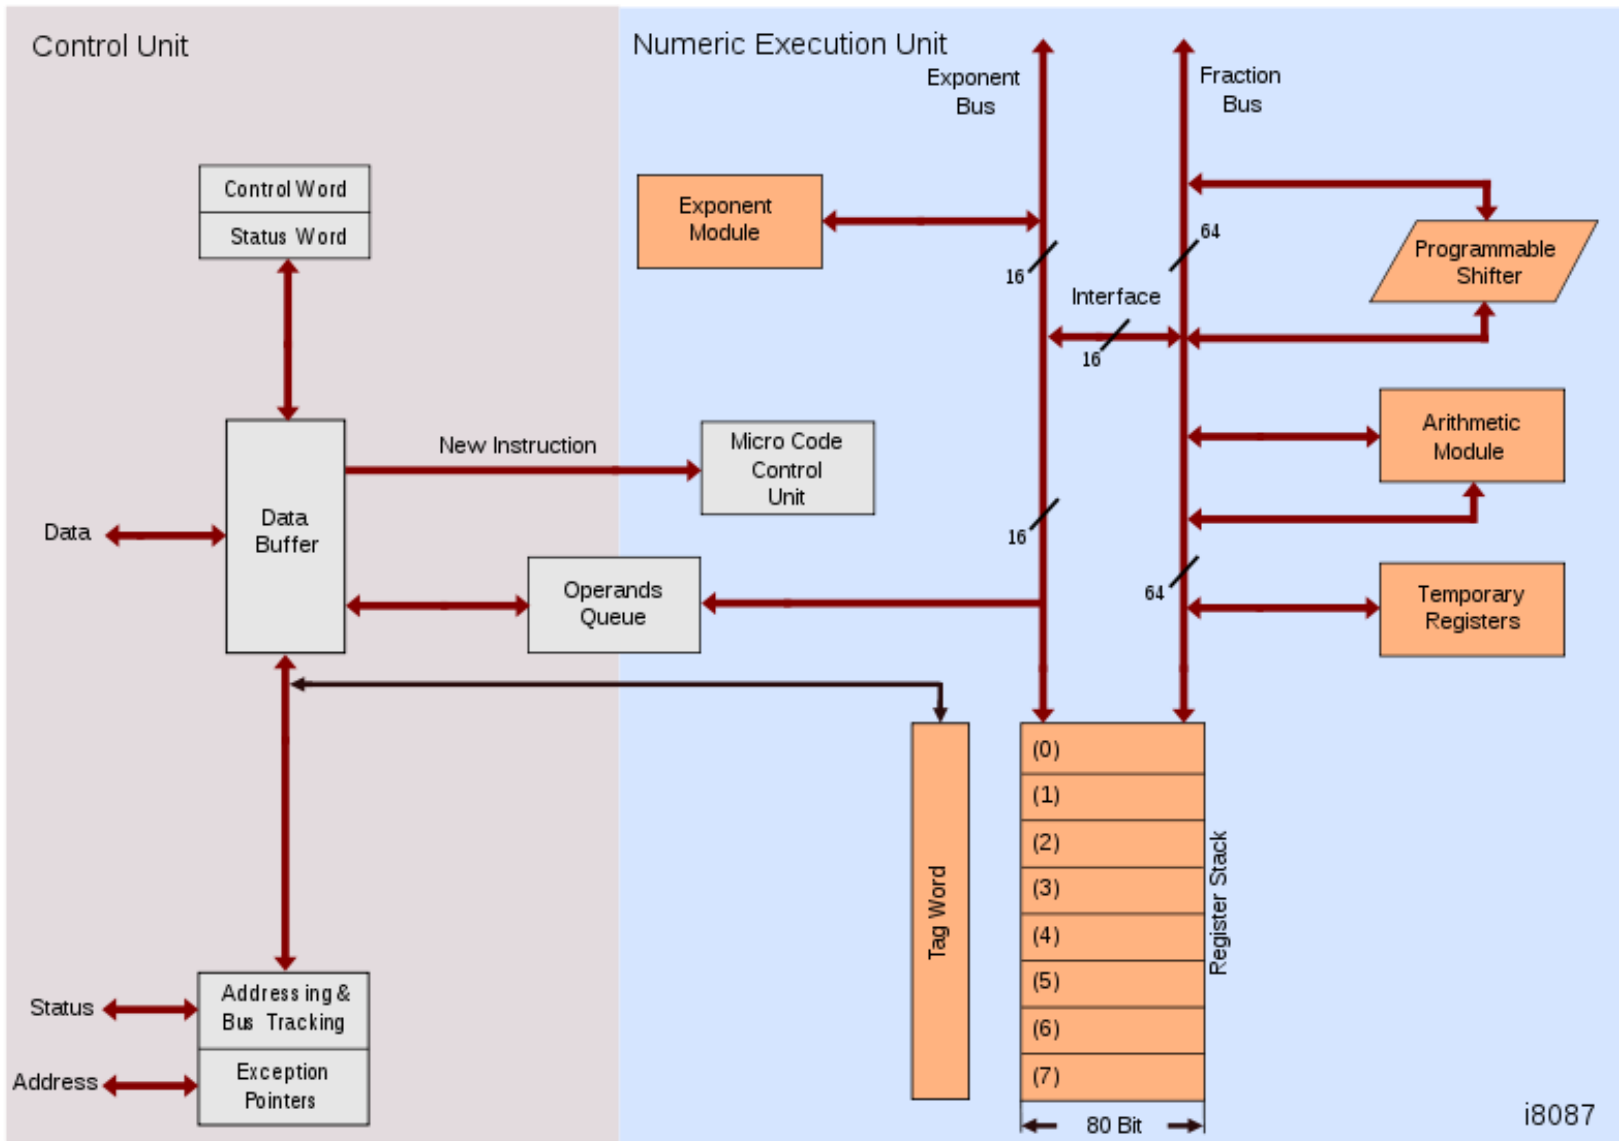 Control Unit
Numeric Execution Unit
Exponent
Bus
Fraction
Bus
Control Word
Status Word
Exponent
Module
16
64
Programmable
Shifter
Interface
16
New Instruction
Micro Code
Control
Unit
Arithmetic
Module
Data
Data
Buffer
16
64
Operands
Queue
Temporary
Registers
Tag Word
(0)
(1)
(2)
(3)
(4)
(5)
(6)
(7)
Register Stack
80 Bit
Status
Addressing &
Bus Tracking
Address
Exception
Pointers
i8087